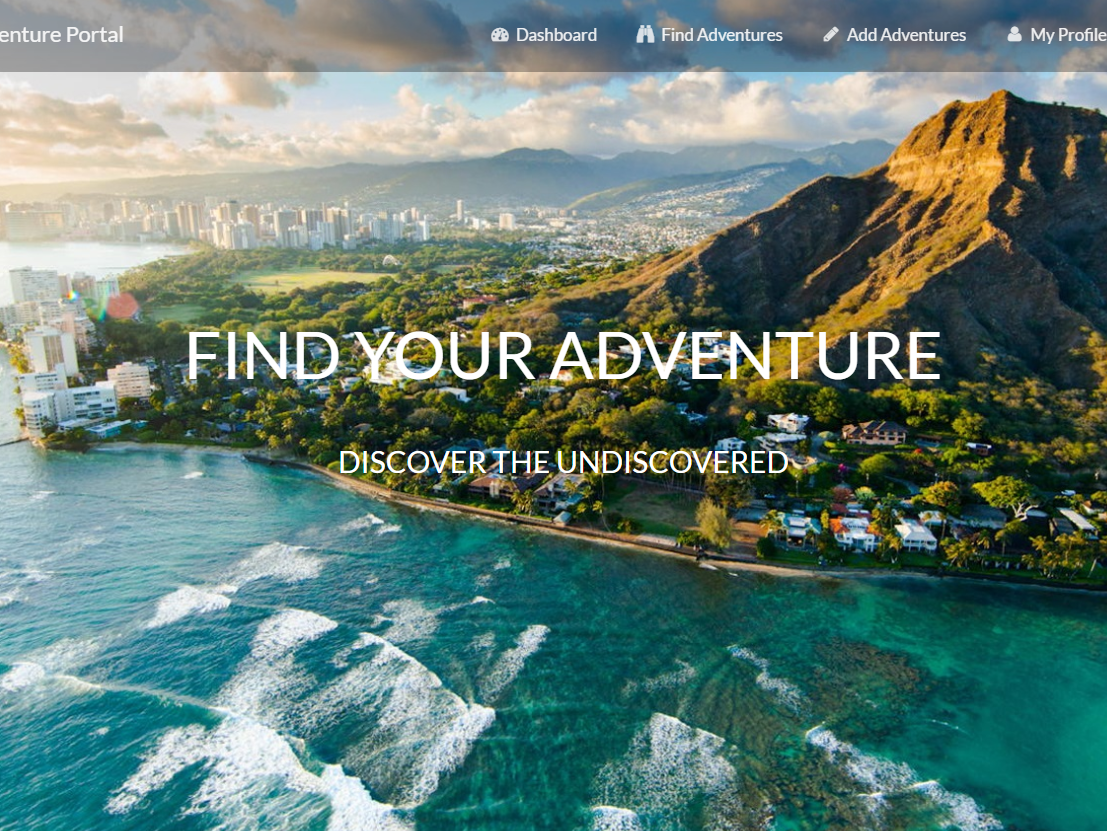 enture Portal
Dashboard
Find Adventures
Add Adventures
My Profile
FIND YOUR ADVENTURE
DISCOVER THE UNDISCOVERED